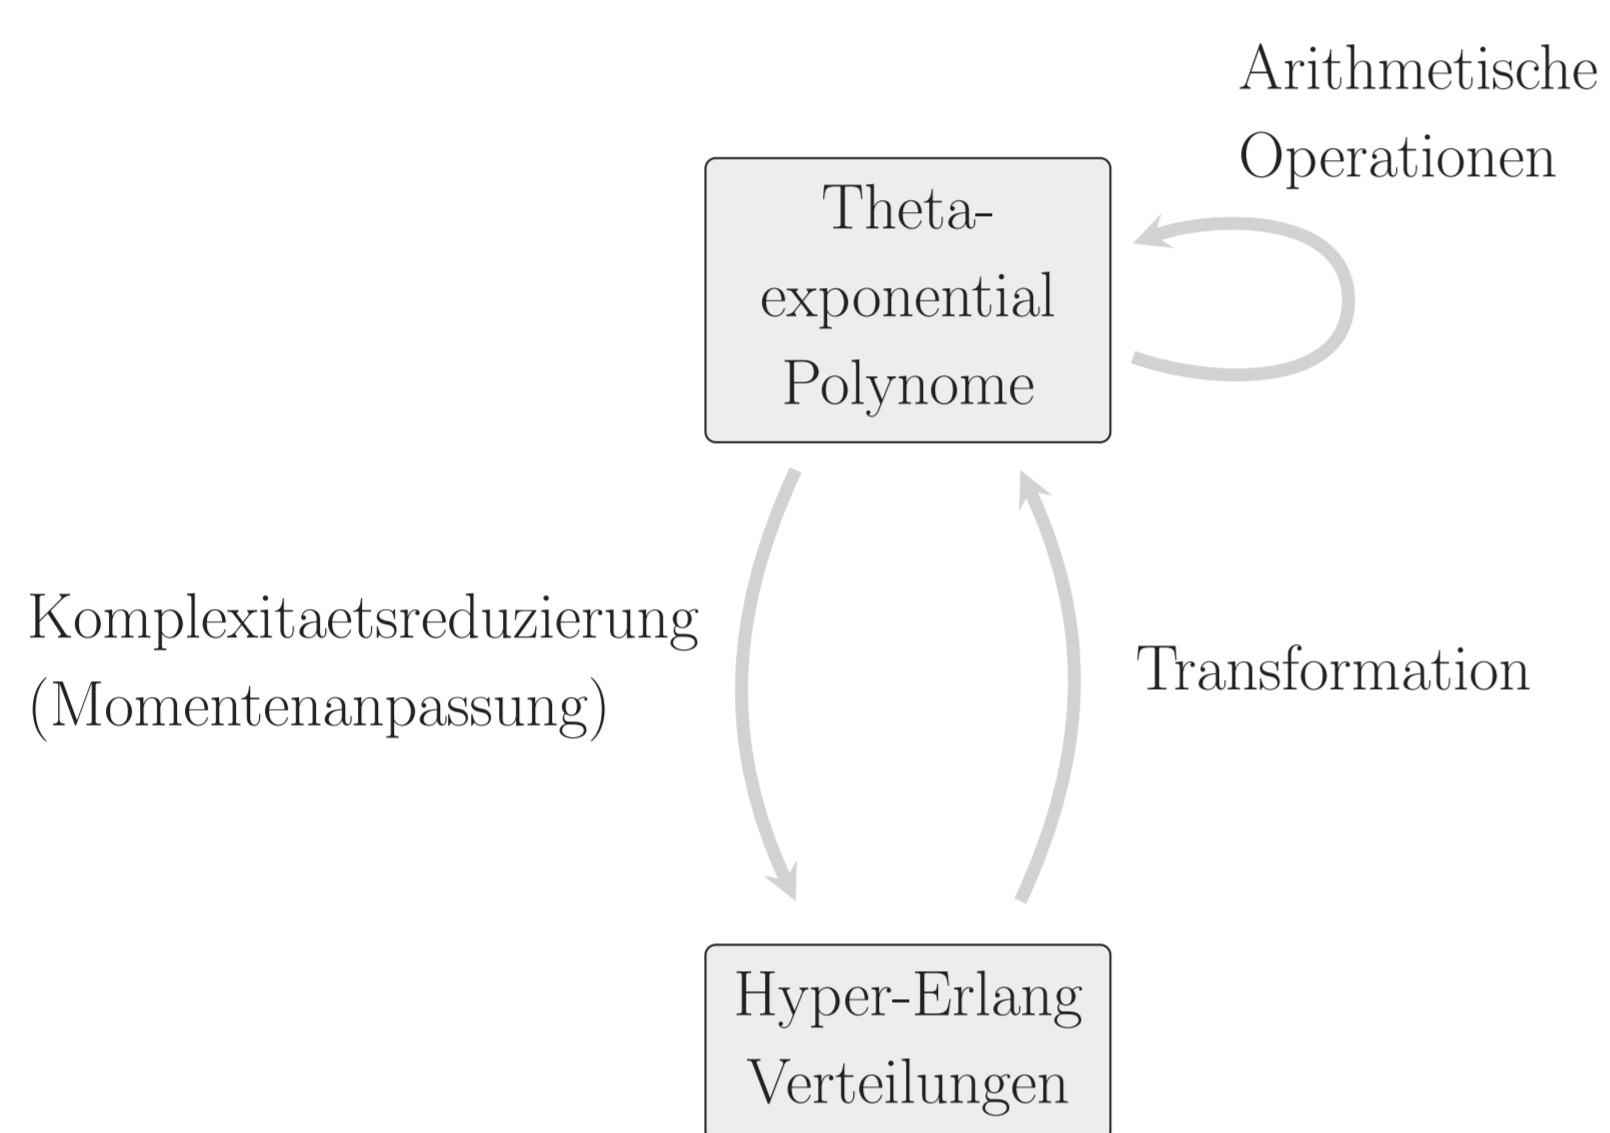 Arithmetische
Operationen
Theta-
exponential
Polynome
Komplexitaetsreduzierung
(Momentenanpassung)
Transformation
Hyper-Erlang
Verteilungen